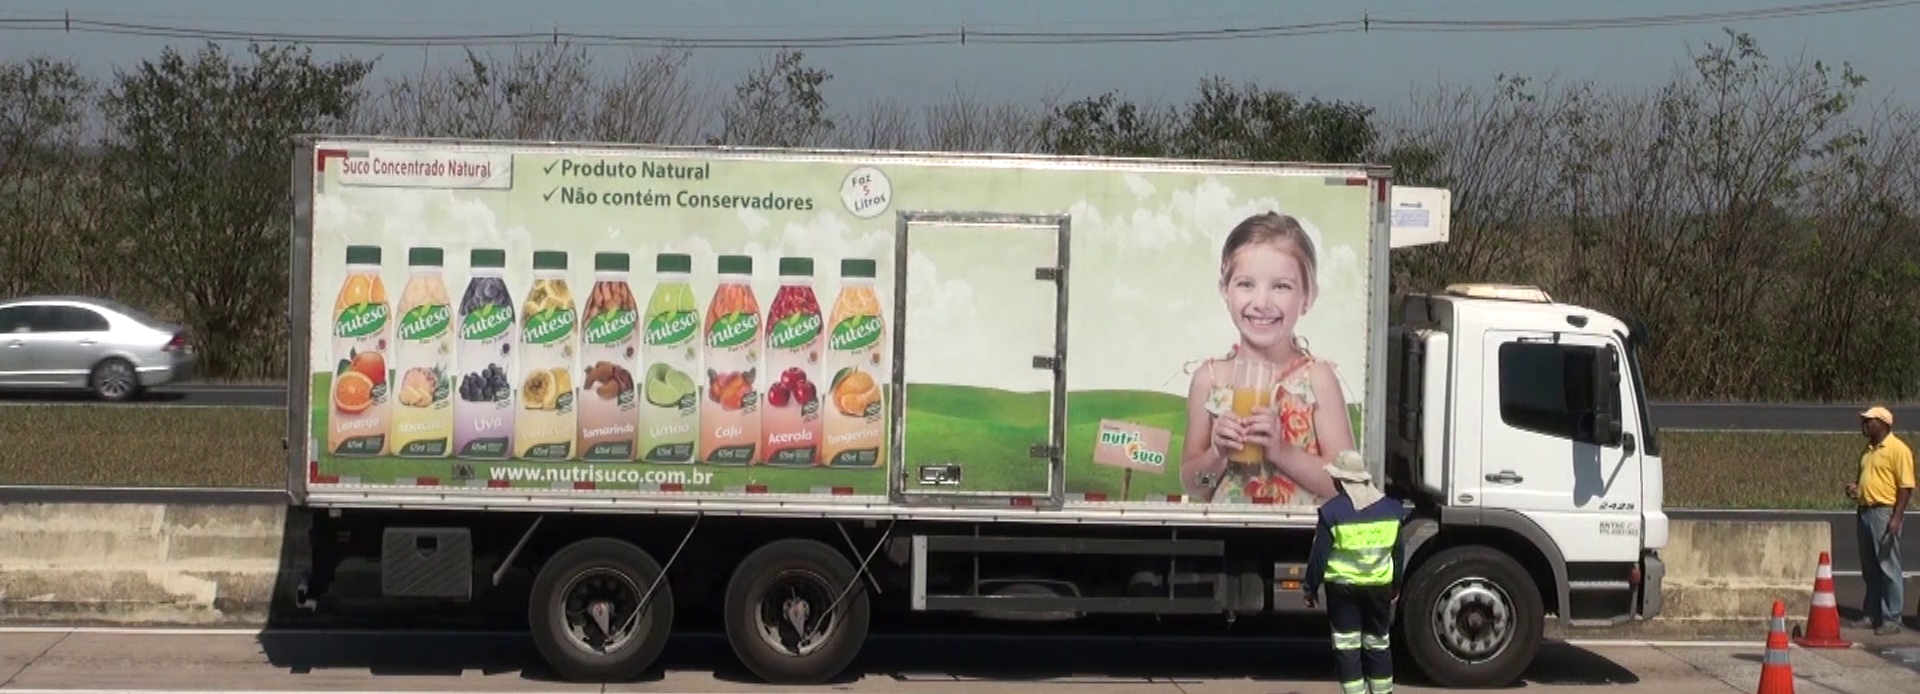 Suco Concentrado Natural
✓Produto Natural
✓Não contém Conservadores
Faz
5
Litros
frutesco
frutesco
frutesco
frutesco
frutesco
frutesco
frutesco
frutesco
frutesco
Laranja
Abacaxi
Uva
Tamarindo
Limão
Caju
Acerola
Tangerina
www.nutrisuco.com.br
nutri
suco
2425